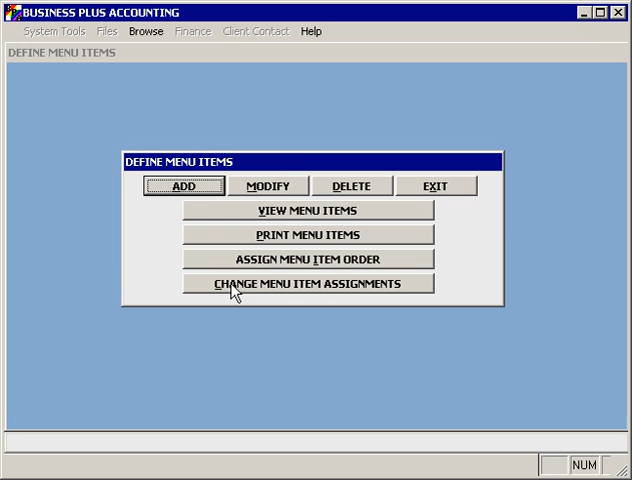 BUSINESS PLUS ACCOUNTING
System Tools Files Browse Finance Client Contact Help
DEFINE MENU ITEMS
DEFINE MENU ITEMS
ADD MODIFY DELETE EXIT
VIEW MENU ITEMS
PRINT MENU ITEMS
ASSIGN MENU ITEM ORDER
CHANGE MENU ITEM ASSIGNMENTS
NUM